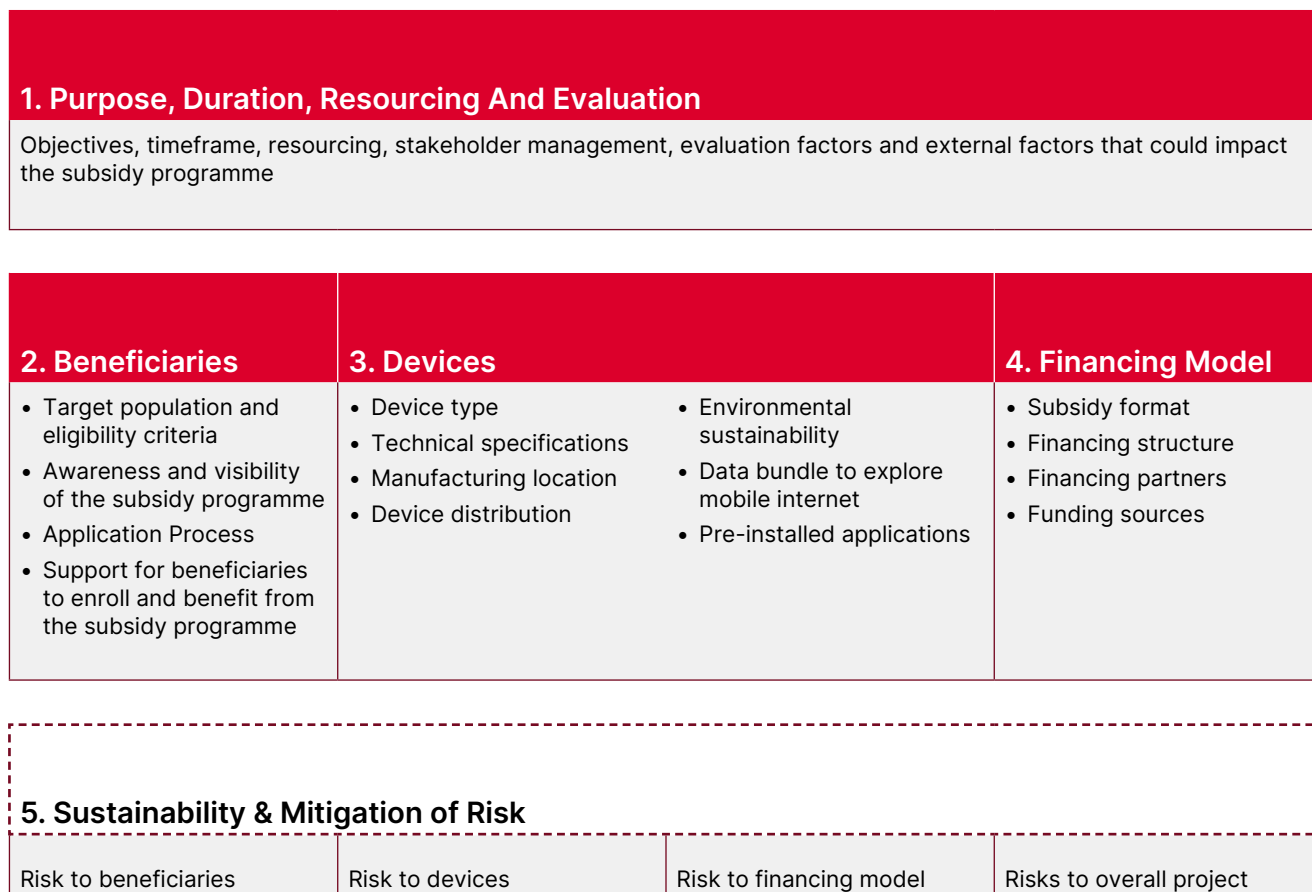 1. Purpose, Duration, Resourcing And Evaluation
Objectives, timeframe, resourcing, stakeholder management, evaluation factors and external factors that could impact
the subsidy programme
2. Beneficiaries
• Target population and
eligibility criteria
• Awareness and visibility
of the subsidy programme
• Application Process
• Support for beneficiaries
to enroll and benefit from
the subsidy programme
3. Devices
• Device type
• Technical specifications
• Manufacturing location
• Device distribution
• Environmental
sustainability
• Data bundle to explore
mobile internet
• Pre-installed applications
4. Financing Model
• Subsidy format
• Financing structure
• Financing partners
• Funding sources
5. Sustainability & Mitigation of Risk
Risk to beneficiaries
Risk to devices
Risk to financing model
Risks to overall project